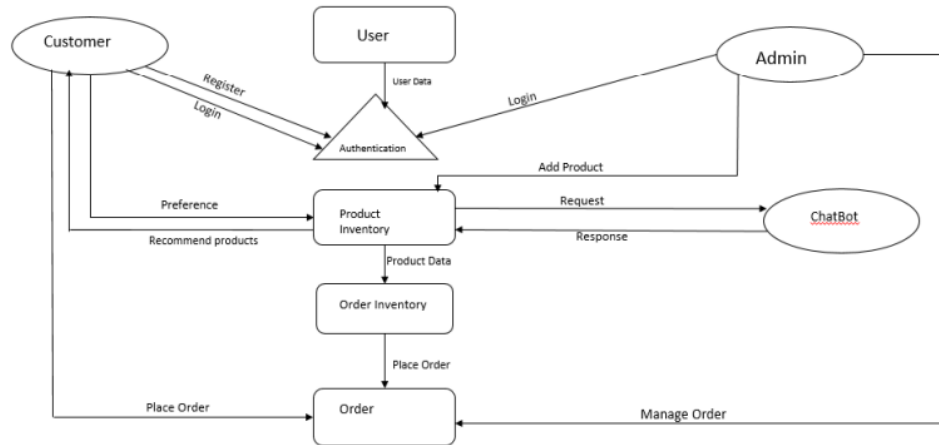 Customer
User
Admin
User Data
Register
Login
Login
Authentication
Add Product
Preference
Product
Inventory
Request
ChatBot
Recommend products
Response
Product Data
Order Inventory
Place Order
Place Order
Order
Manage Order